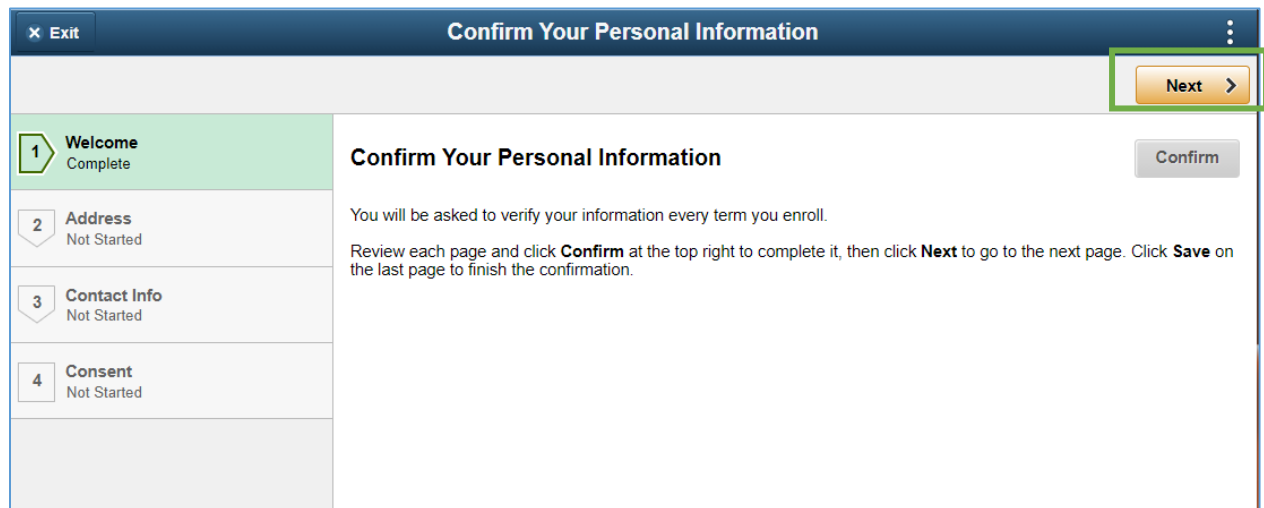 × Exit
Confirm Your Personal Information
Next
1
Welcome
Complete
2
Address
Not Started
3
Contact Info
Not Started
4
Consent
Not Started
Confirm Your Personal Information
Confirm
You will be asked to verify your information every term you enroll.
Review each page and click Confirm at the top right to complete it, then click Next to go to the next page. Click Save on
the last page to finish the confirmation.